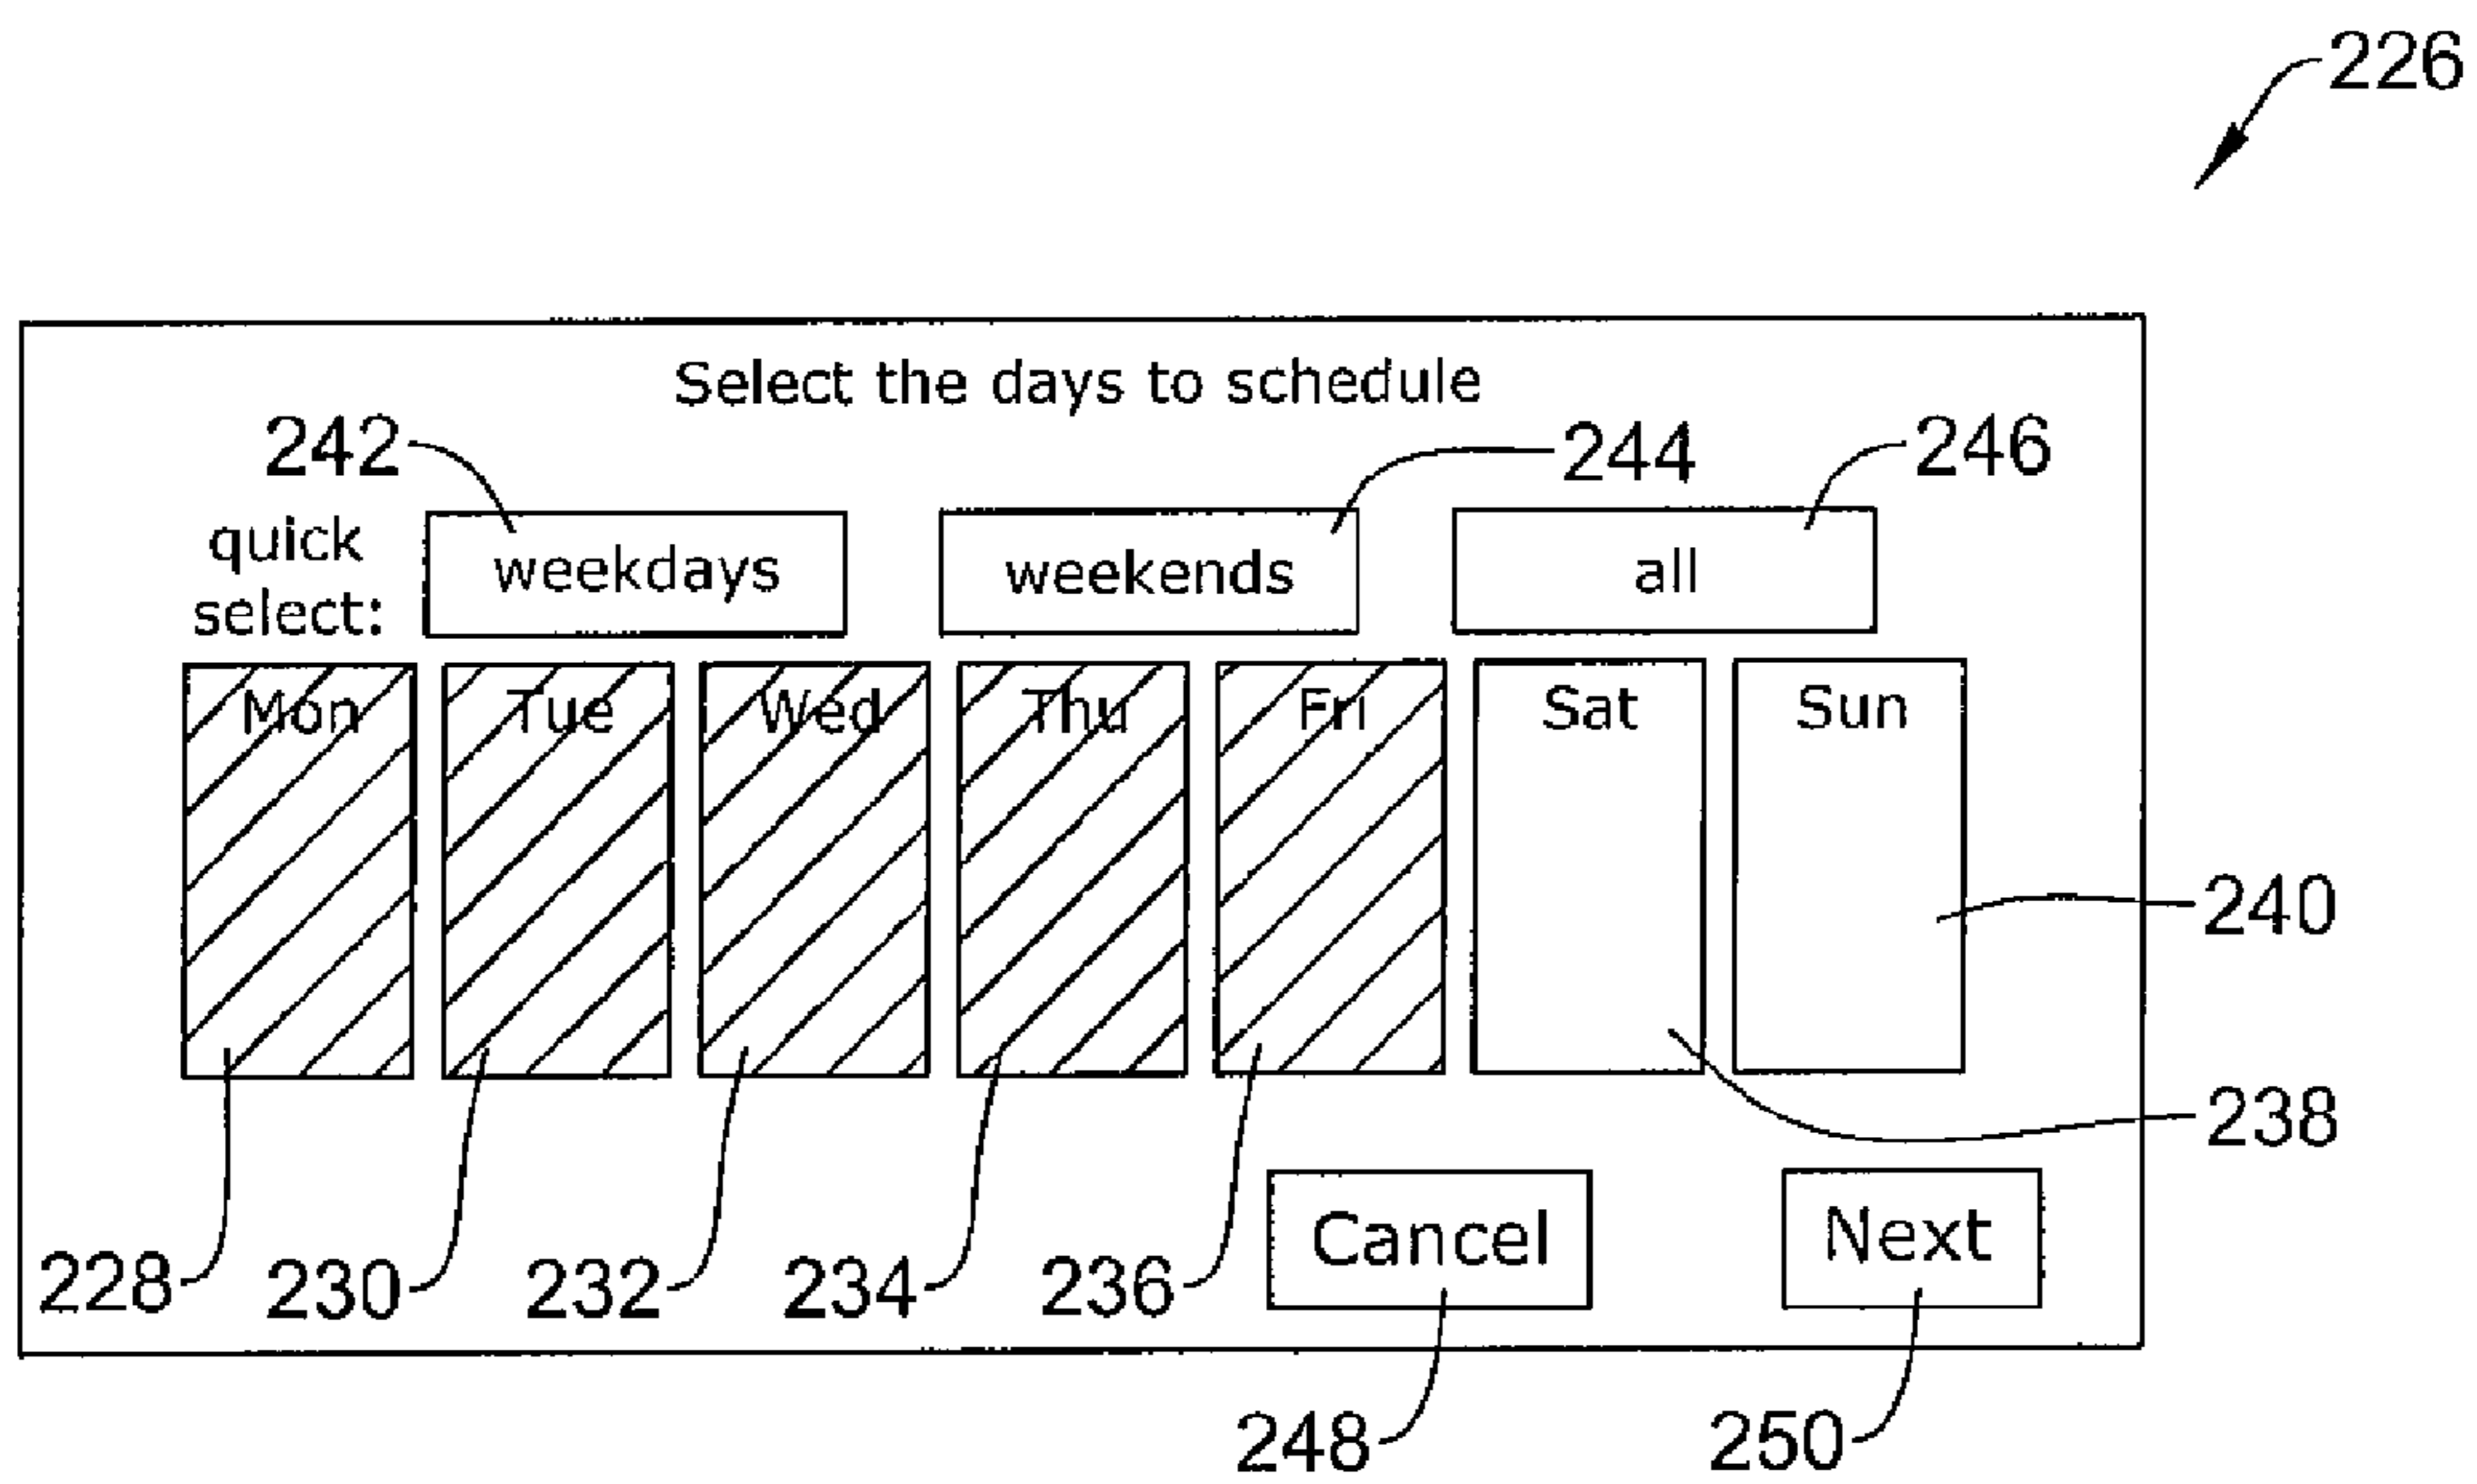 226
Select the days to schedule
242 244 246
quick select: weekdays weekends all
Mon Tue Wed Thu Fri Sat Sun
240
238
Cancel Next
228 230 232 234 236
248 250